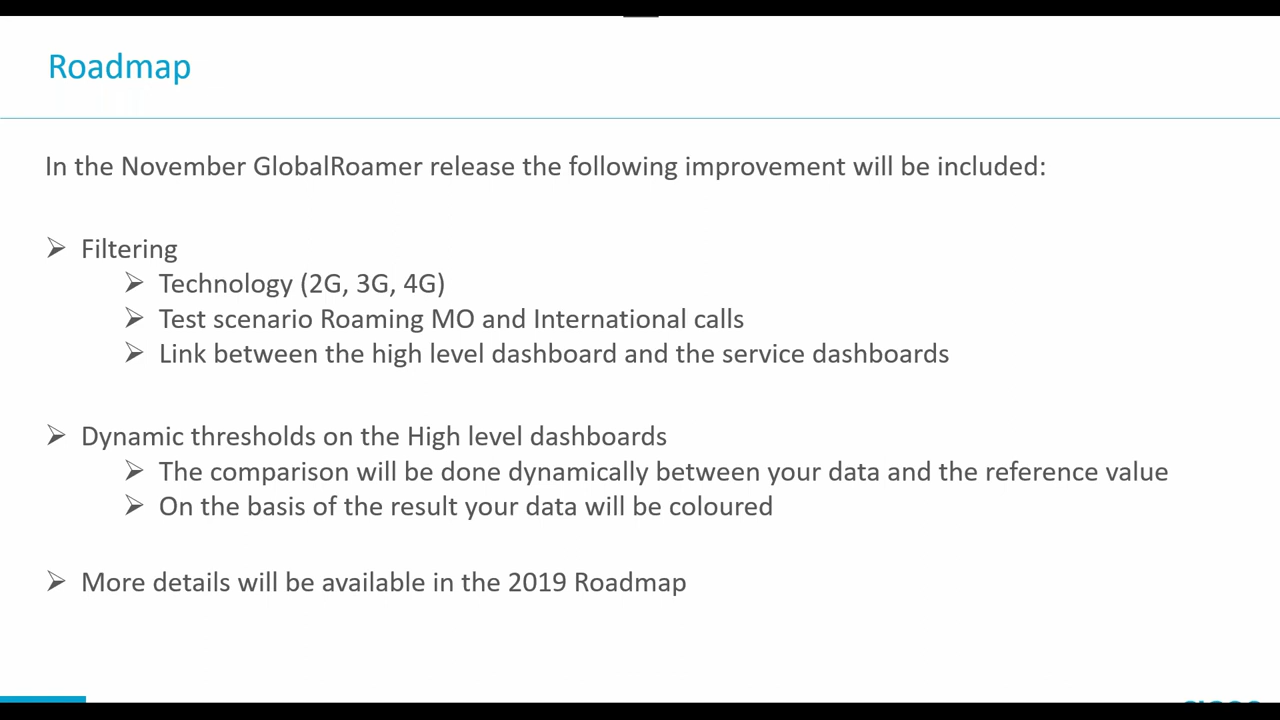 Roadmap
In the November GlobalRoamer release the following improvement will be included:
Filtering
Technology (2G, 3G, 4G)
Test scenario Roaming MO and International calls
Link between the high level dashboard and the service dashboards
Dynamic thresholds on the High level dashboards
The comparison will be done dynamically between your data and the reference value
On the basis of the result your data will be coloured
More details will be available in the 2019 Roadmap